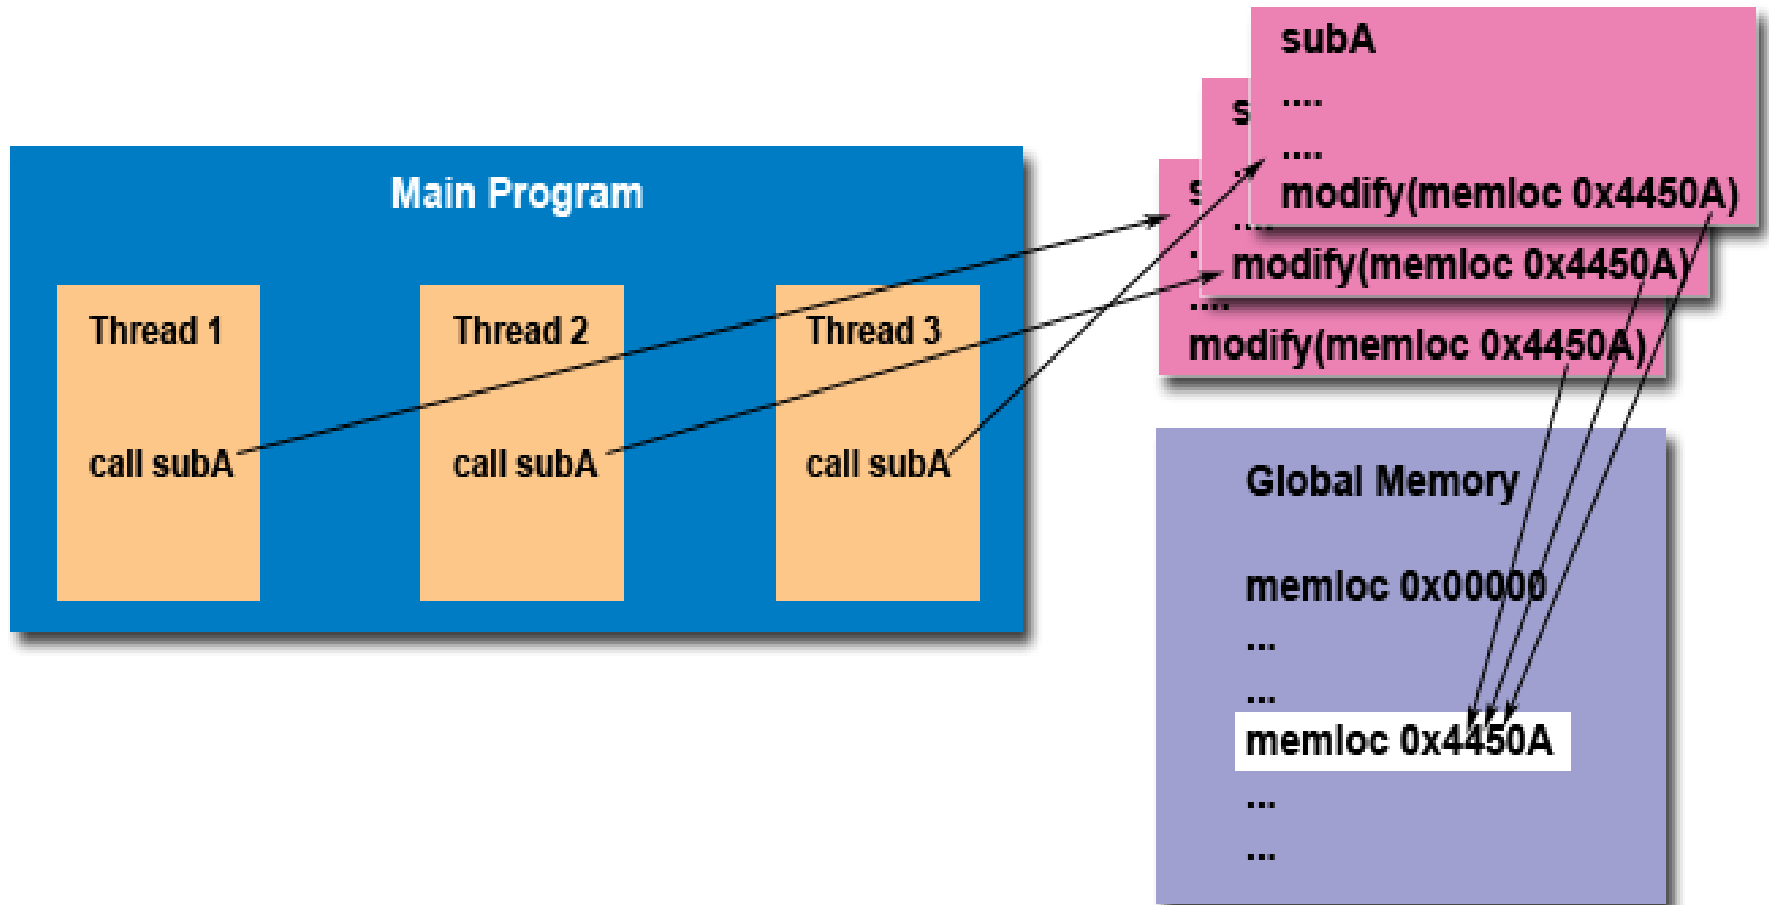 Main Program
Thread 1
call subA
Thread 2
call subA
Thread 3
call subA
subA
....
....
modify(memloc 0x4450A)
s
....
modify(memloc 0x4450A)
s
....
modify(memloc 0x4450A)
Global Memory
memloc 0x00000
...
...
memloc 0x4450A
...
...